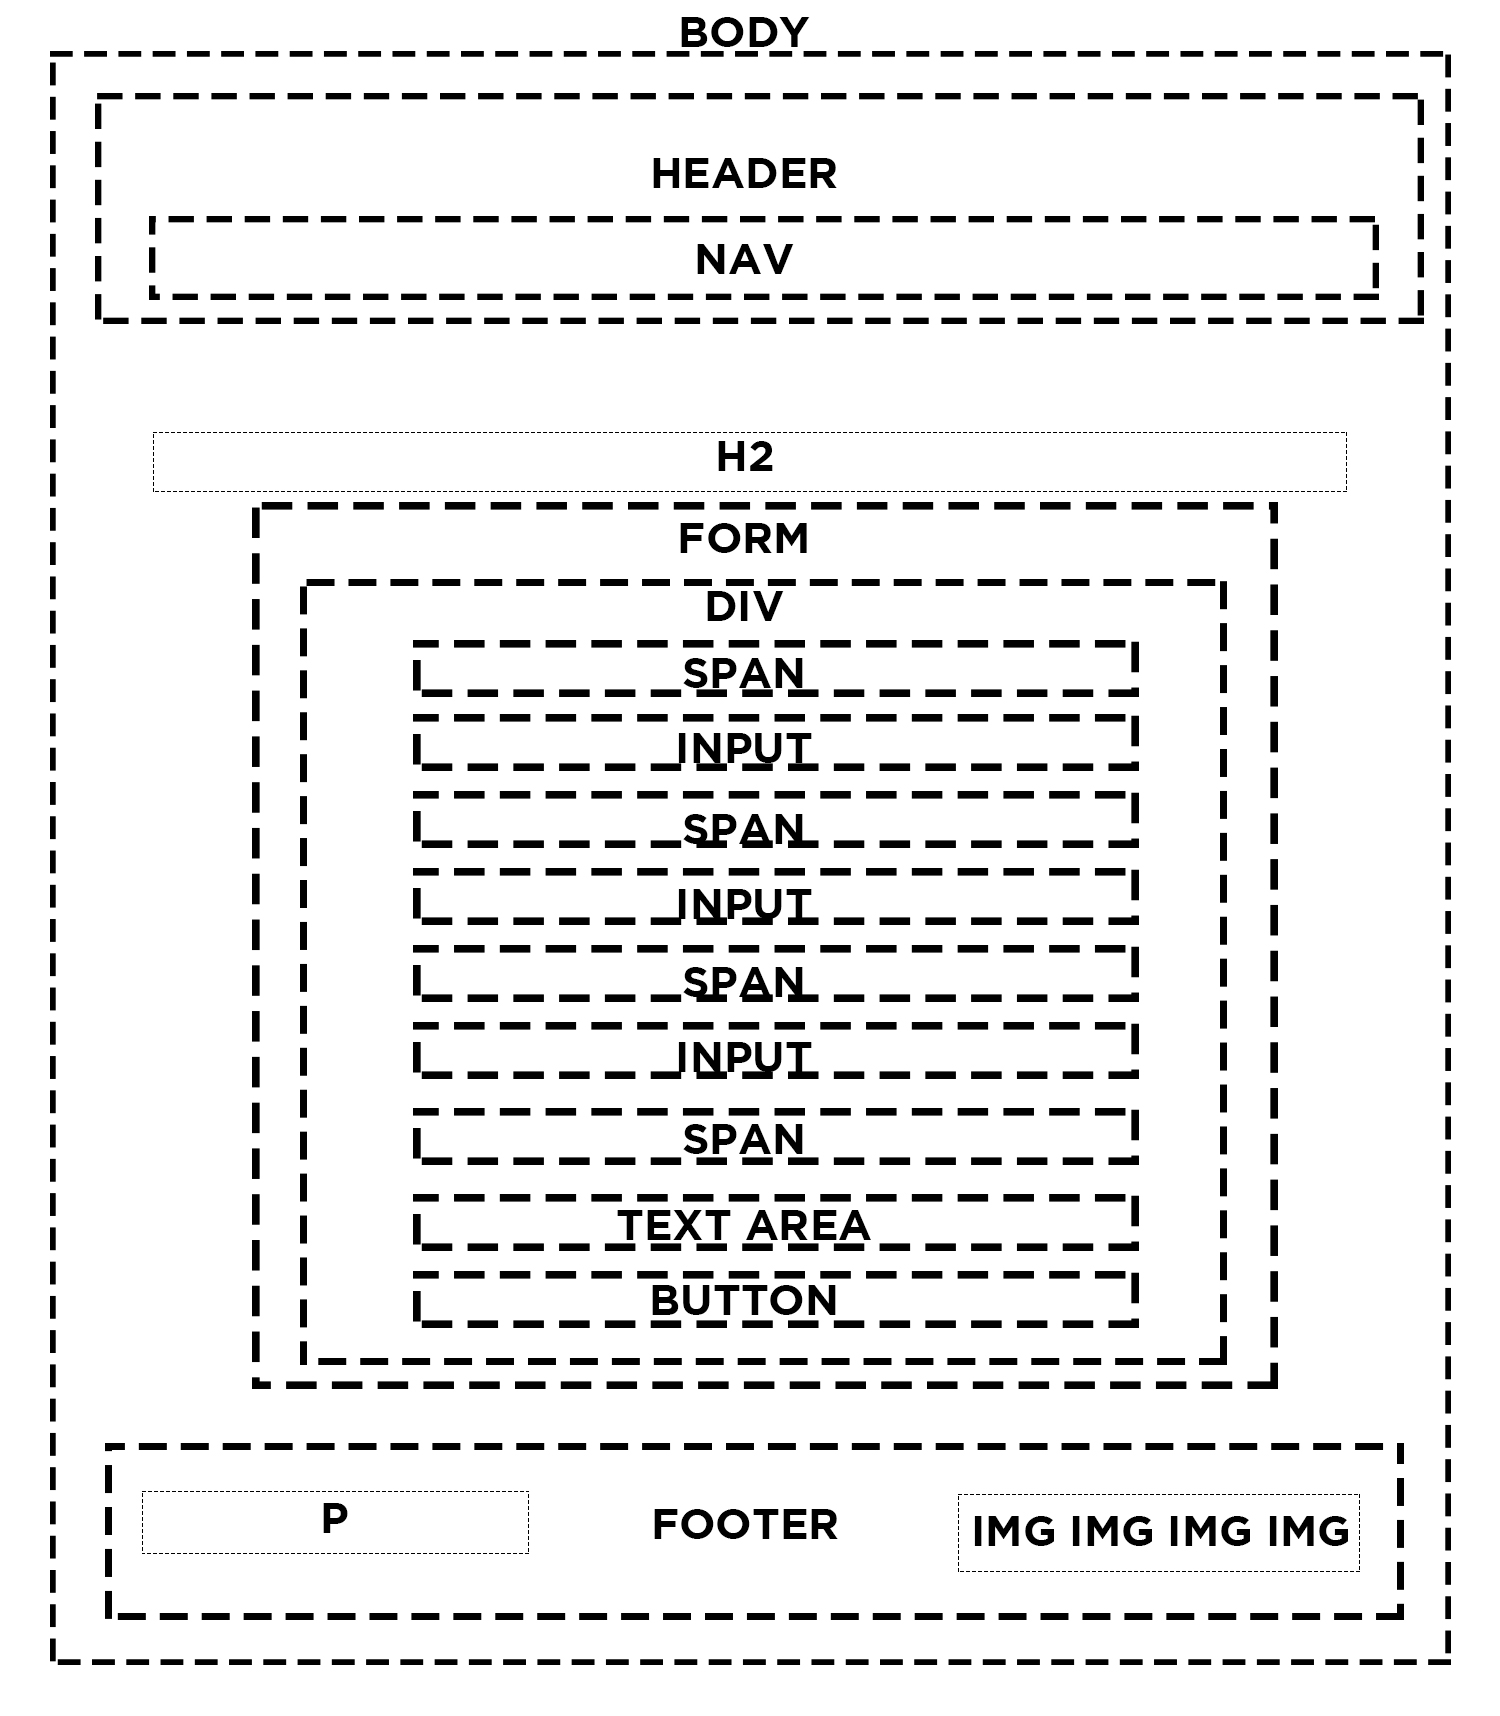 BODY
HEADER
NAV
H2
FORM
DIV
SPAN
INPUT
SPAN
INPUT
SPAN
INPUT
SPAN
TEXT AREA
BUTTON
P
FOOTER
IMG IMG IMG IMG